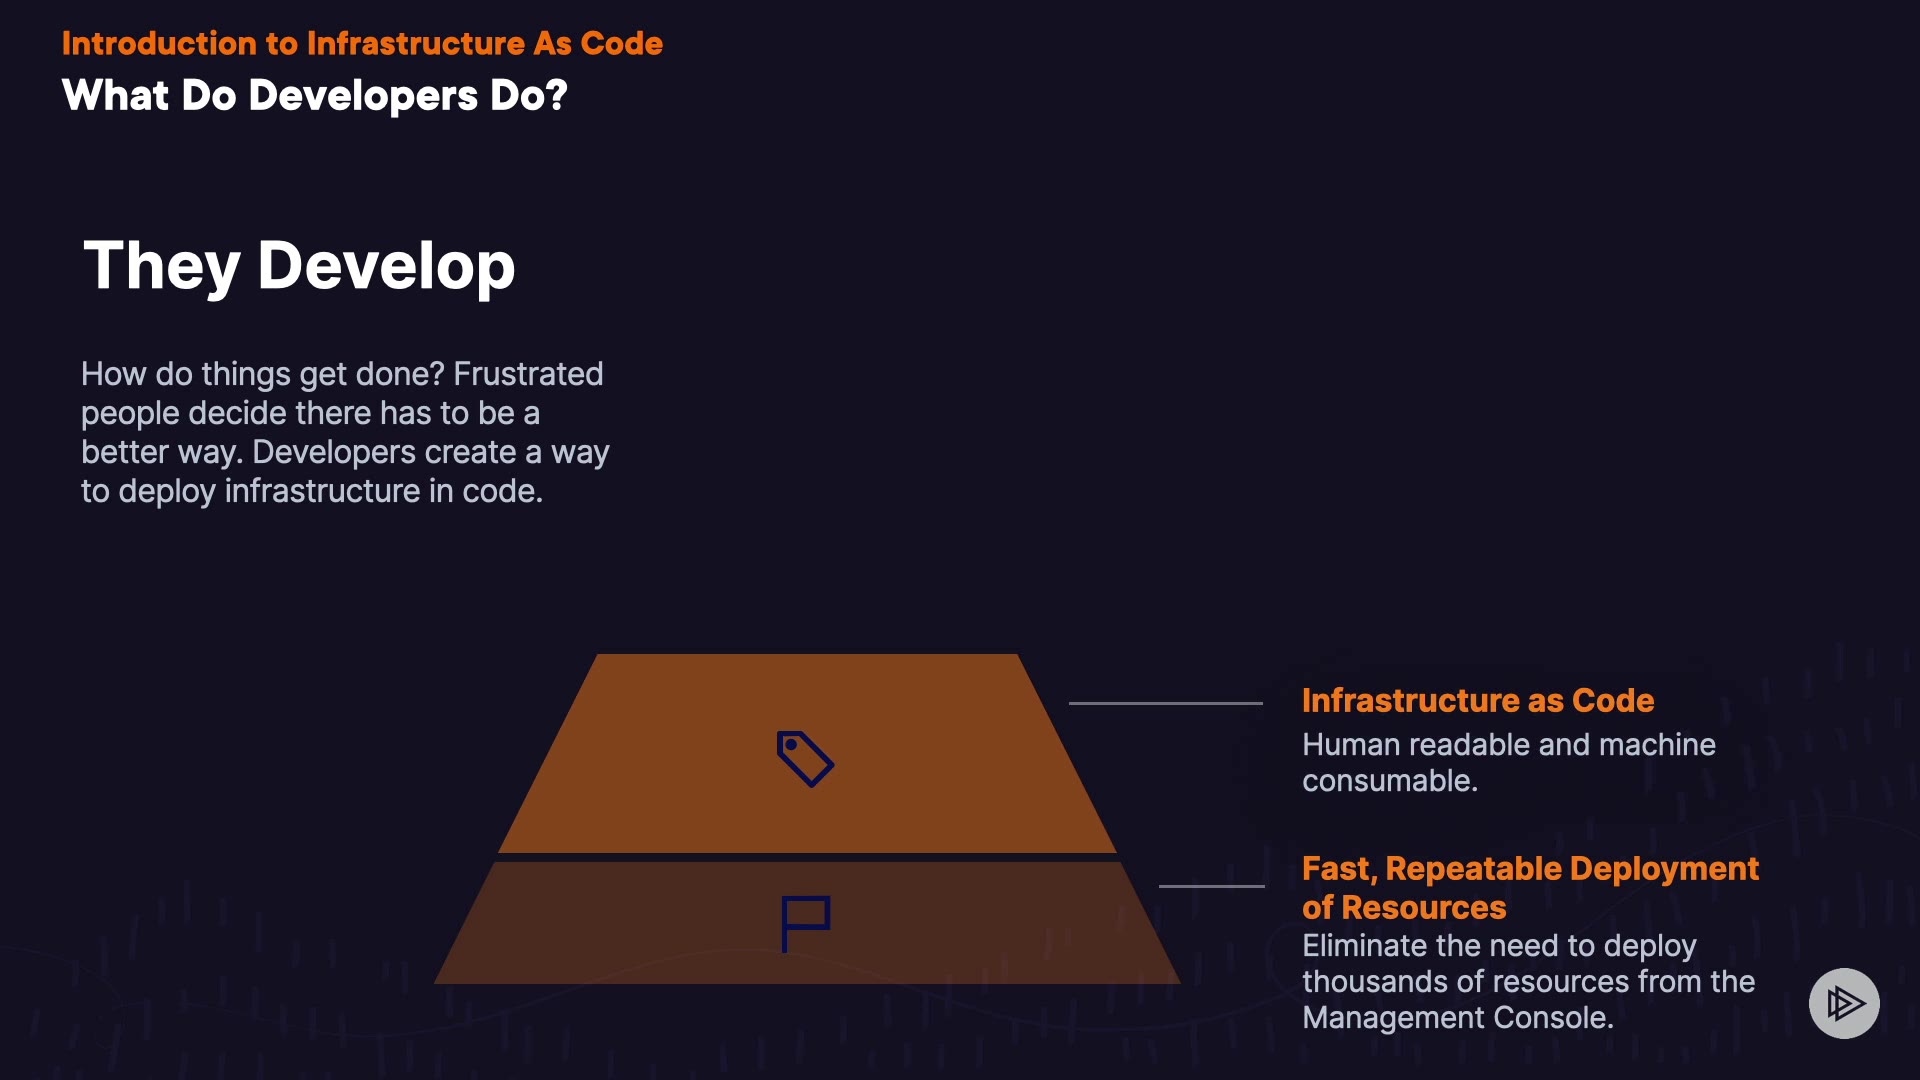 Introduction to Infrastructure As Code
What Do Developers Do?
They Develop
How do things get done? Frustrated
people decide there has to be a
better way. Developers create a way
to deploy infrastructure in code.
Infrastructure as Code
Human readable and machine
consumable.
Fast, Repeatable Deployment
of Resources
Eliminate the need to deploy
thousands of resources from the
Management Console.